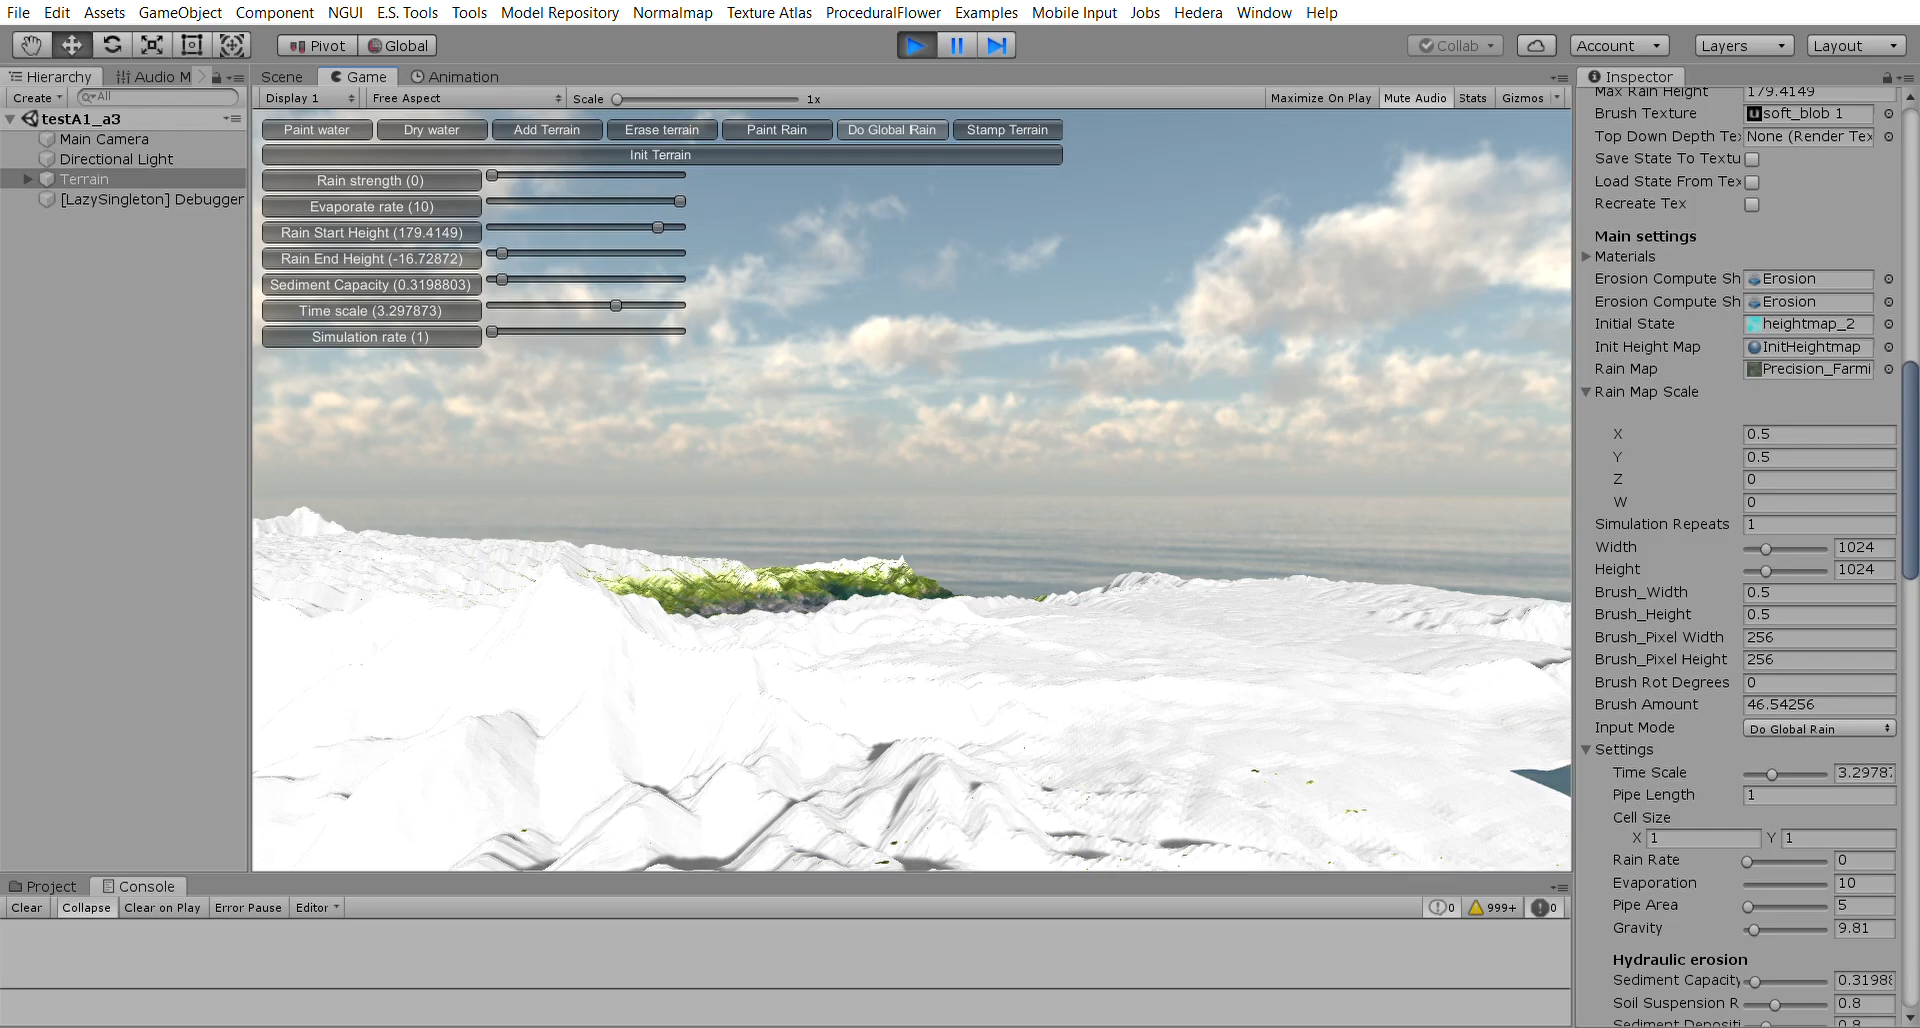 File Edit Assets GameObject Component NGUI E.S. Tools Tools Model Repository Normalmap Texture Atlas ProceduralFlower Examples Mobile Input Jobs Hedera Window Help
Pivot Global Collab Account Layers Layout
Hierarchy Audio M Scene Game Animation Inspector
Create All Display 1 Free Aspect Scale 1x Maximize On Play Mute Audio Stats Gizmos
testA1_a3
Main Camera
Directional Light
Terrain
[LazySingleton] Debugger
Paint water Dry water Add Terrain Erase terrain Paint Rain Do Global Rain Stamp Terrain
Init Terrain
Rain strength (0)
Evaporate rate (10)
Rain Start Height (179.4149)
Rain End Height (-16.72872)
Sediment Capacity (0.3198803)
Time scale (3.297873)
Simulation rate (1)
Max Rain Height 179.4149
Brush Texture soft_blob 1
Top Down Depth Te None (Render Tex
Save State To Textu
Load State From Tex
Recreate Tex
Main settings
Materials
Erosion Compute Sh Erosion
Erosion Compute Sh Erosion
Initial State heightmap_2
Init Height Map InitHeightmap
Rain Map Precision_Farmi
Rain Map Scale
X 0.5
Y 0.5
Z 0
W 0
Simulation Repeats 1
Width 1024
Height 1024
Brush_Width 0.5
Brush_Height 0.5
Brush_Pixel Width 256
Brush_Pixel Height 256
Brush Rot Degrees 0
Brush Amount 46.54256
Input Mode Do Global Rain
Settings
Time Scale 3.29787
Pipe Length 1
Cell Size
X 1 Y 1
Rain Rate 0
Evaporation 10
Pipe Area 5
Gravity 9.81
Hydraulic erosion
Sediment Capacity 0.31988
Soil Suspension R 0.8
Sediment Depositi 0.8
Project Console
Clear Collapse Clear on Play Error Pause Editor 0 999+ 0